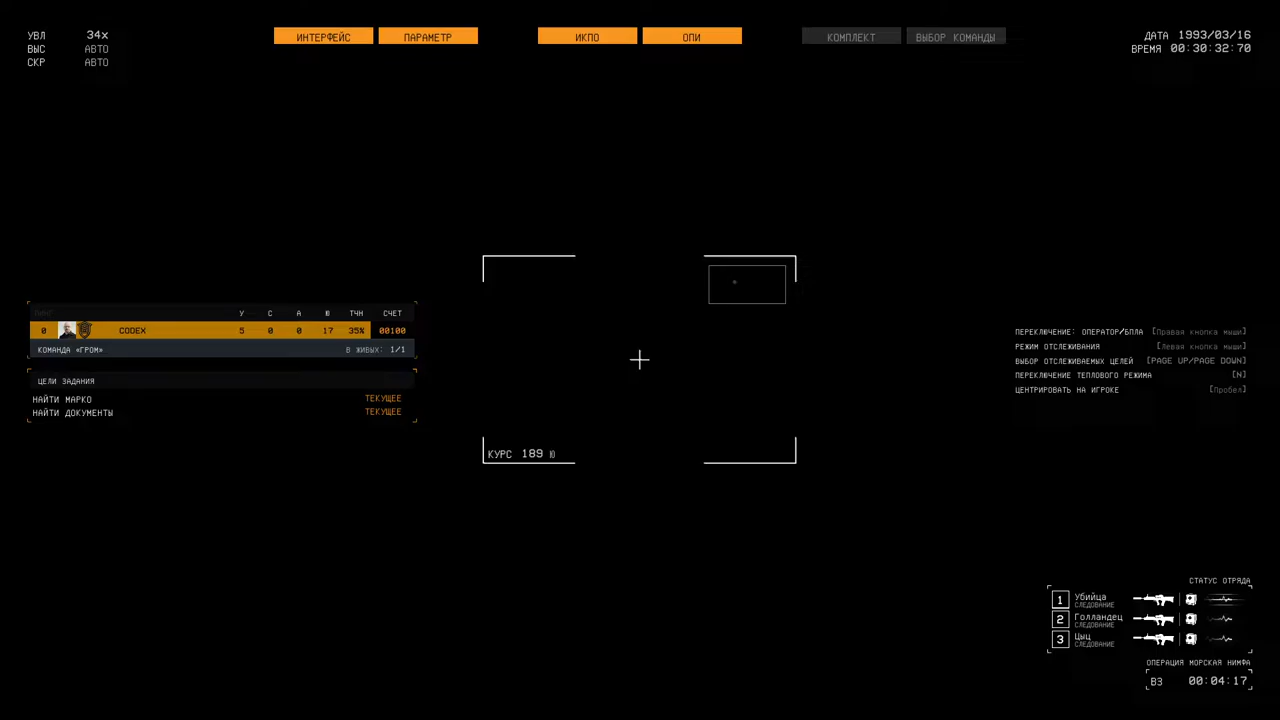 УВЛ 34x
ВЫС АВТО
СКР АВТО
ИНТЕРФЕЙС ПАРАМЕТР ИКПО ОПИ КОМПЛЕКТ ВЫБОР КОМАНДЫ
ДАТА 1993/03/16
ВРЕМЯ 00:30:32:70
ПИНГ У С А Ю ТЧН СЧЕТ
0 CODEX 5 0 0 17 35% 00100
КОМАНДА «ГРОМ» В ЖИВЫХ: 1/1
ЦЕЛИ ЗАДАНИЯ
НАЙТИ МАРКО ТЕКУЩЕЕ
НАЙТИ ДОКУМЕНТЫ ТЕКУЩЕЕ
КУРС 189 Ю
ПЕРЕКЛЮЧЕНИЕ: ОПЕРАТОР/БПЛА [Правая кнопка мыши]
РЕЖИМ ОТСЛЕЖИВАНИЯ [Левая кнопка мыши]
ВЫБОР ОТСЛЕЖИВАЕМЫХ ЦЕЛЕЙ [PAGE UP/PAGE DOWN]
ПЕРЕКЛЮЧЕНИЕ ТЕПЛОВОГО РЕЖИМА [N]
ЦЕНТРИРОВАТЬ НА ИГРОКЕ [Пробел]
СТАТУС ОТРЯДА
1 Убийца
СЛЕДОВАНИЕ
2 Голландец
СЛЕДОВАНИЕ
3 Цыц
СЛЕДОВАНИЕ
ОПЕРАЦИЯ МОРСКАЯ НИМФА
ВЗ 00:04:17